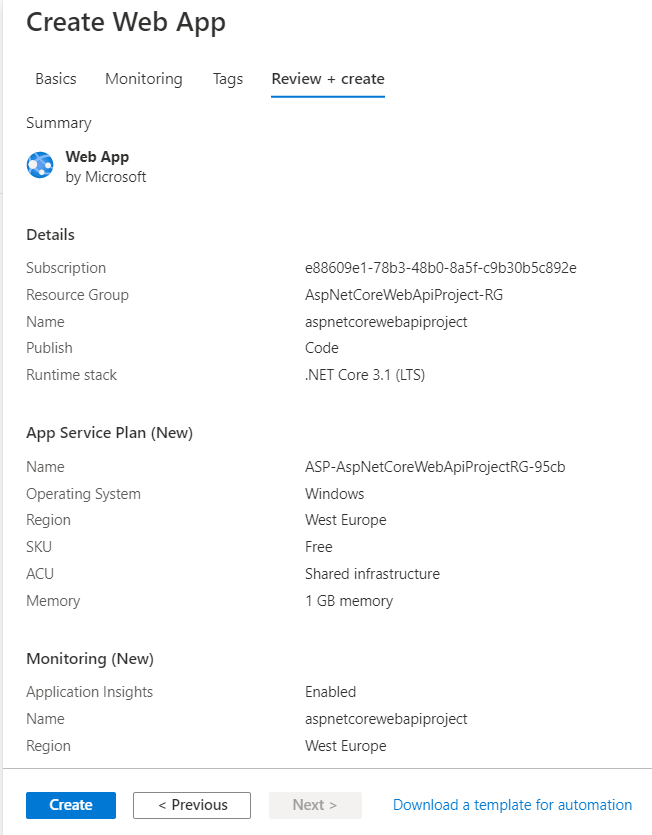 Create Web App
Basics Monitoring Tags Review + create
Summary
Web App
by Microsoft
Details
Subscription e88609e1-78b3-48b0-8a5f-c9b30b5c892e
Resource Group AspNetCoreWebApiProject-RG
Name aspnetcorewebapiproject
Publish Code
Runtime stack .NET Core 3.1 (LTS)
App Service Plan (New)
Name ASP-AspNetCoreWebApiProjectRG-95cb
Operating System Windows
Region West Europe
SKU Free
ACU Shared infrastructure
Memory 1 GB memory
Monitoring (New)
Application Insights Enabled
Name aspnetcorewebapiproject
Region West Europe
Create < Previous Next > Download a template for automation